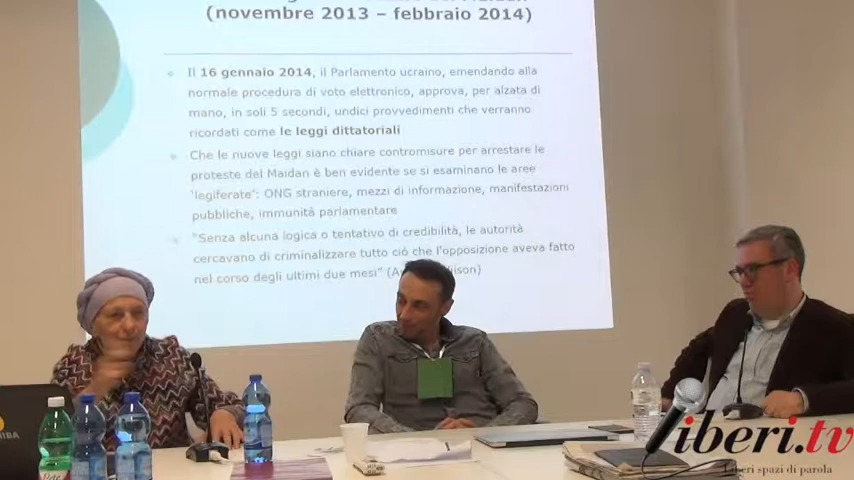 (novembre 2013 – febbraio 2014)
Il 16 gennaio 2014, il Parlamento ucraino, emendando alla
normale procedura di voto elettronico, approva, per alzata di
mano, in soli 5 secondi, undici provvedimenti che verranno
ricordati come le leggi dittatoriali
Che le nuove leggi siano chiare contromisure per arrestare le
proteste del Maidan è ben evidente se si esaminano le aree
'legiferate': ONG straniere, mezzi di informazione, manifestazioni
pubbliche, immunità parlamentare
"Senza alcuna logica o tentativo di credibilità, le autorità
cercavano di criminalizzare tutto ciò che l'opposizione aveva fatto
nel corso degli ultimi due mesi"
liberi.tv
Liberi spazi di parola